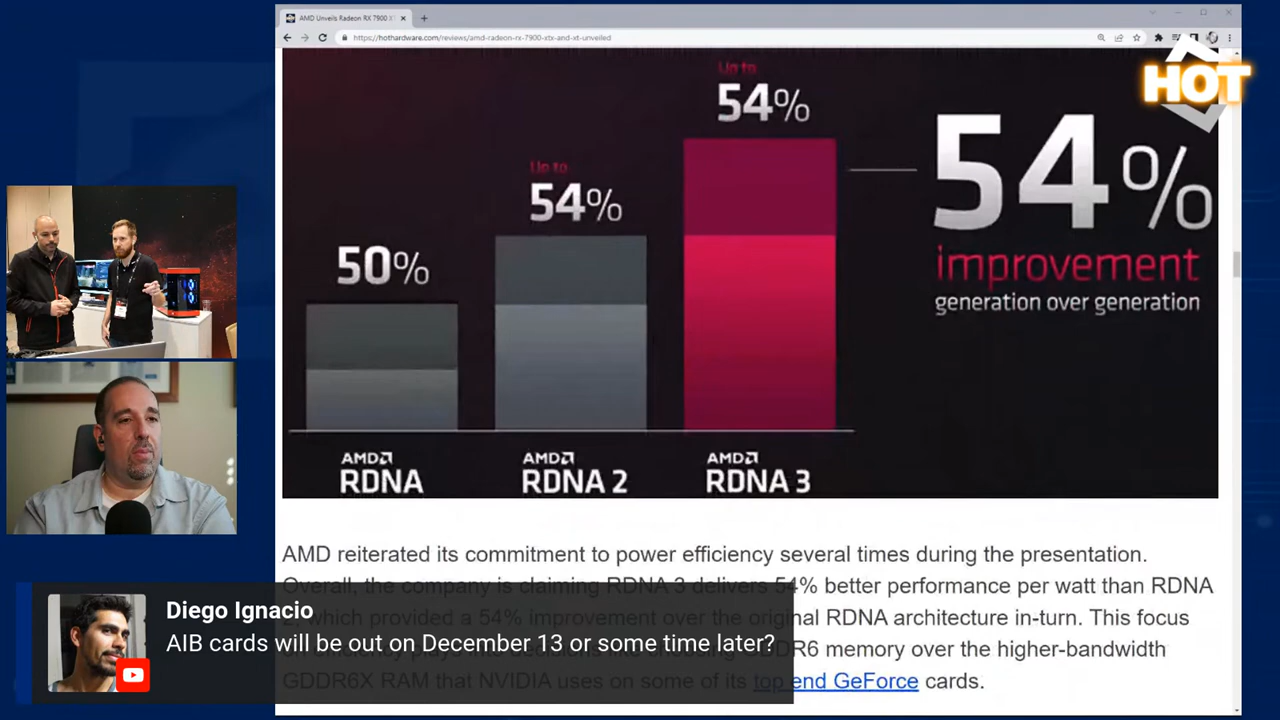 AMD Unveils Radeon RX 7900 XT
https://hothardware.com/reviews/amd-radeon-rx-7900-xtx-and-xt-unveiled
HOT
Up to
54%
Up to
54%
50%
54%
improvement
generation over generation
AMD
RDNA
AMD
RDNA 2
AMD
RDNA 3
AMD reiterated its commitment to power efficiency several times during the presentation.
Overall, the company is claiming RDNA 3 delivers 54% better performance per watt than RDNA
2, which provided a 54% improvement over the original RDNA architecture in-turn. This focus
on efficiency GDDR6 memory over the higher-bandwidth
GDDR6X RAM that NVIDIA uses on some of its top end GeForce cards.
Diego Ignacio
AIB cards will be out on December 13 or some time later?